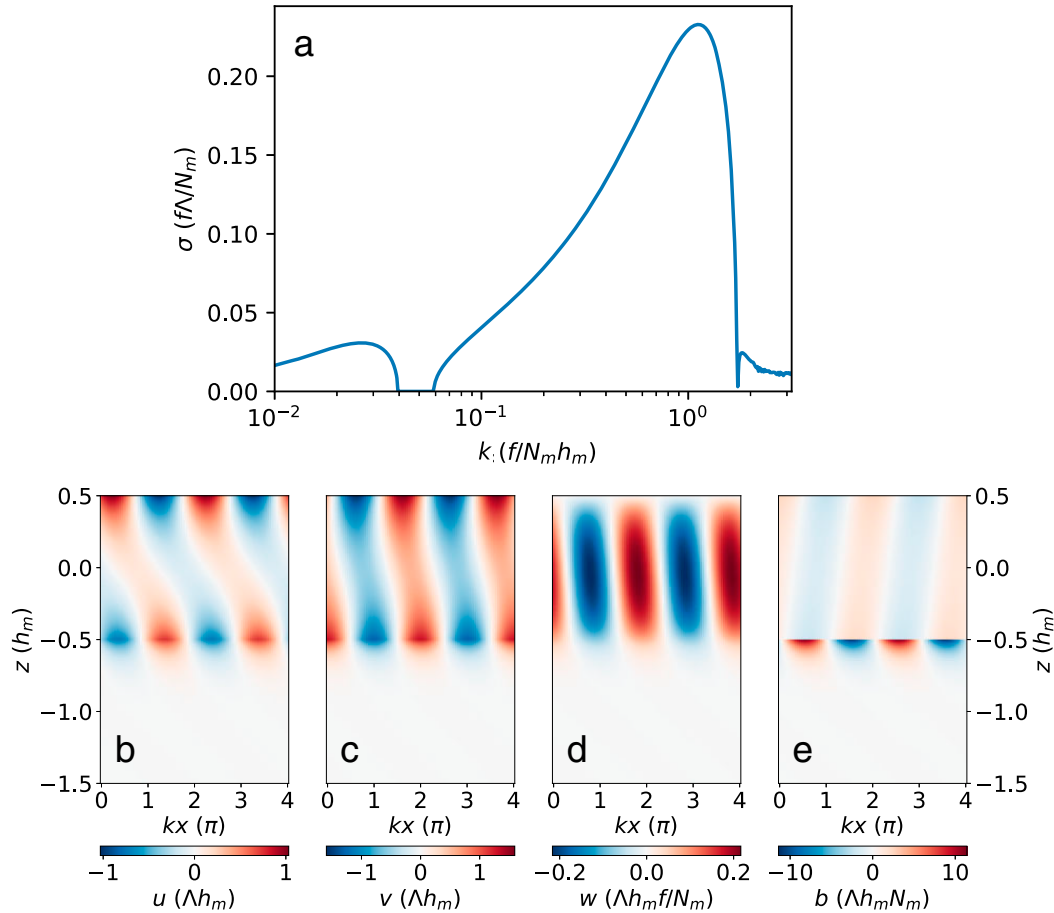 a
σ (fΛ/N_m)
0.20
0.15
0.10
0.05
0.00
10⁻² 10⁻¹ 10⁰
k (f/N_m h_m)
z (h_m)
0.5
0.0
−0.5
−1.0
−1.5
b c d e
0.5
0.0
−0.5
−1.0
−1.5
z (h_m)
0 1 2 3 4 0 1 2 3 4 0 1 2 3 4 0 1 2 3 4
kx (π) kx (π) kx (π) kx (π)
−1 0 1 −1 0 1 −0.2 0.0 0.2 −10 0 10
u (Λh_m) v (Λh_m) w (Λh_m f/N_m) b (Λh_m N_m)